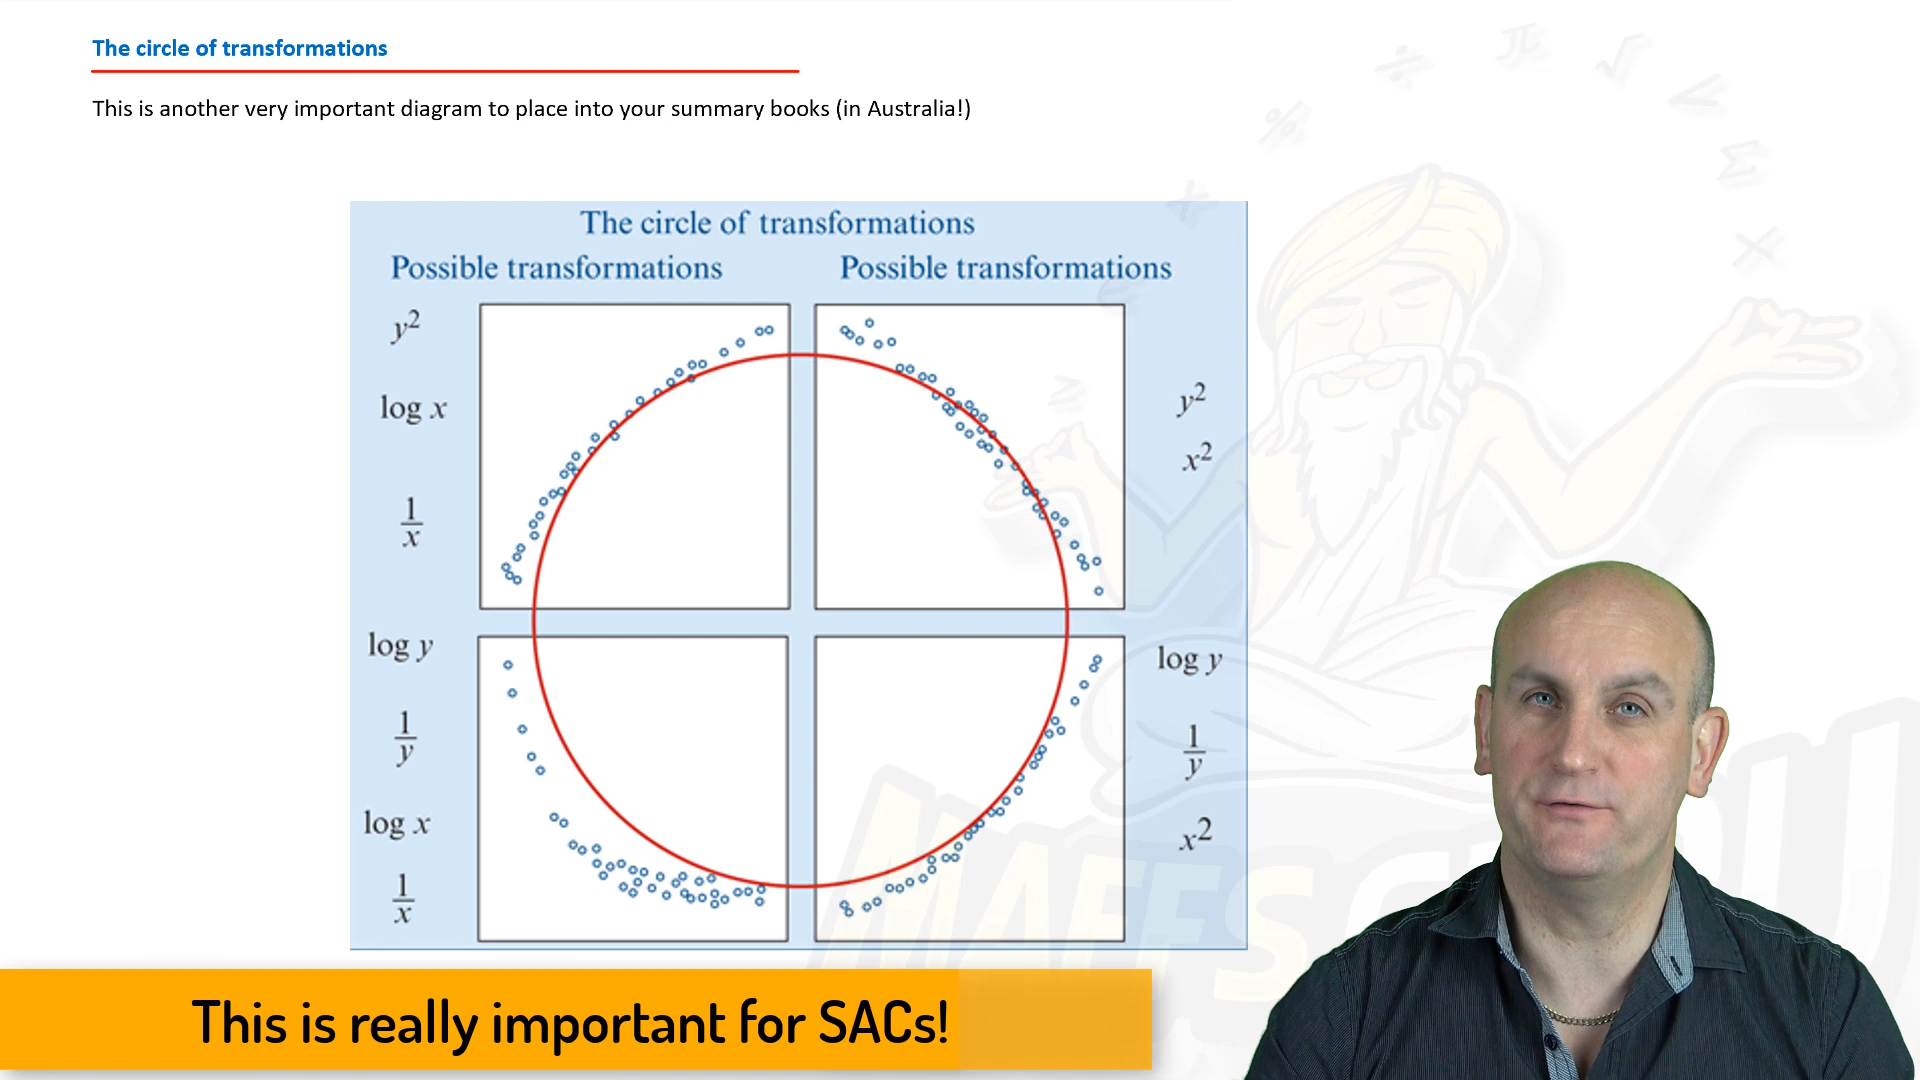 The circle of transformations
This is another very important diagram to place into your summary books (in Australia!)
The circle of transformations
Possible transformations
Possible transformations
y²
log x
1/x
y²
x²
log y
1/y
log x
1/x
log y
1/y
x²
This is really important for SACs!